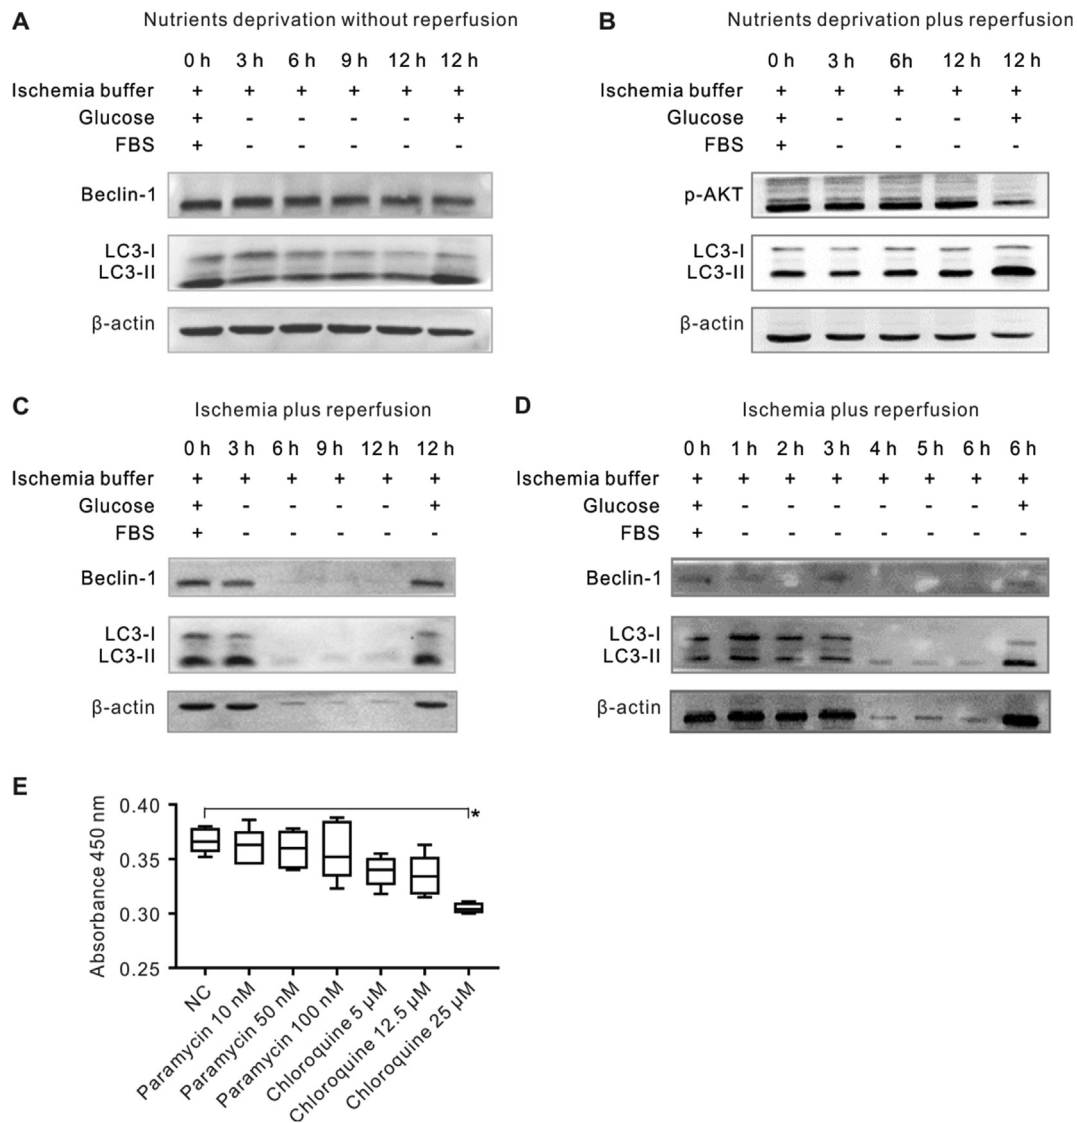 A
Nutrients deprivation without reperfusion
0 h 3 h 6 h 9 h 12 h 12 h
Ischemia buffer + + + + + +
Glucose + - - - - +
FBS + - - - - -
Beclin-1
LC3-I
LC3-II
β-actin
B
Nutrients deprivation plus reperfusion
0 h 3 h 6h 12 h 12 h
Ischemia buffer + + + + +
Glucose + - - - +
FBS + - - - -
p-AKT
LC3-I
LC3-II
β-actin
C
Ischemia plus reperfusion
0 h 3 h 6 h 9 h 12 h 12 h
Ischemia buffer + + + + + +
Glucose + - - - - +
FBS + - - - - -
Beclin-1
LC3-I
LC3-II
β-actin
D
Ischemia plus reperfusion
0 h 1 h 2 h 3 h 4 h 5 h 6 h 6 h
Ischemia buffer + + + + + + + +
Glucose + - - - - - - +
FBS + - - - - - - -
Beclin-1
LC3-I
LC3-II
β-actin
E
Absorbance 450 nm
0.40
0.35
0.30
0.25
*
NC
Paramycin 10 nM
Paramycin 50 nM
Paramycin 100 nM
Chloroquine 5 μM
Chloroquine 12.5 μM
Chloroquine 25 μM